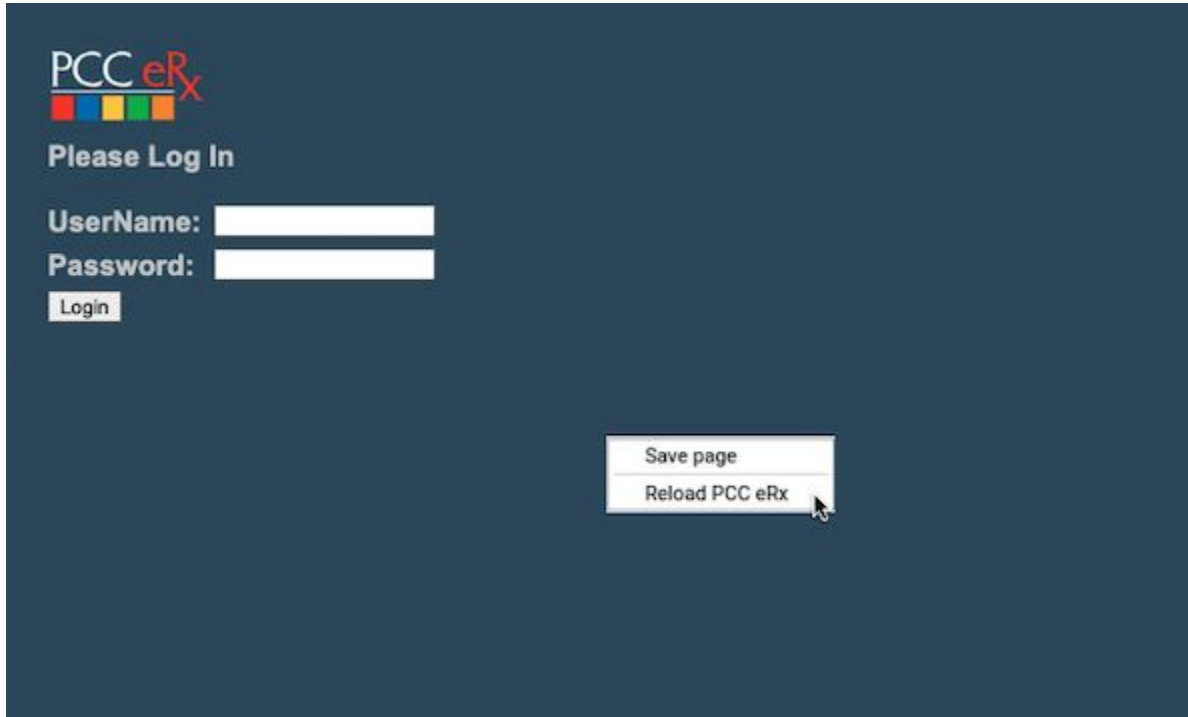 PCC eRx
Please Log In
UserName:
Password:
Login
Save page
Reload PCC eRx